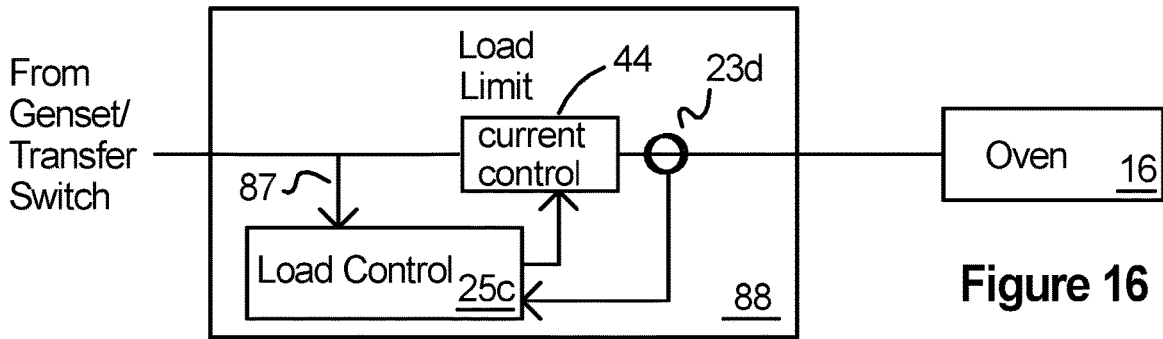 From
Genset/
Transfer
Switch
87
Load
Limit
44
current
control
23d
Load Control
25c
88
Oven
16
Figure 16